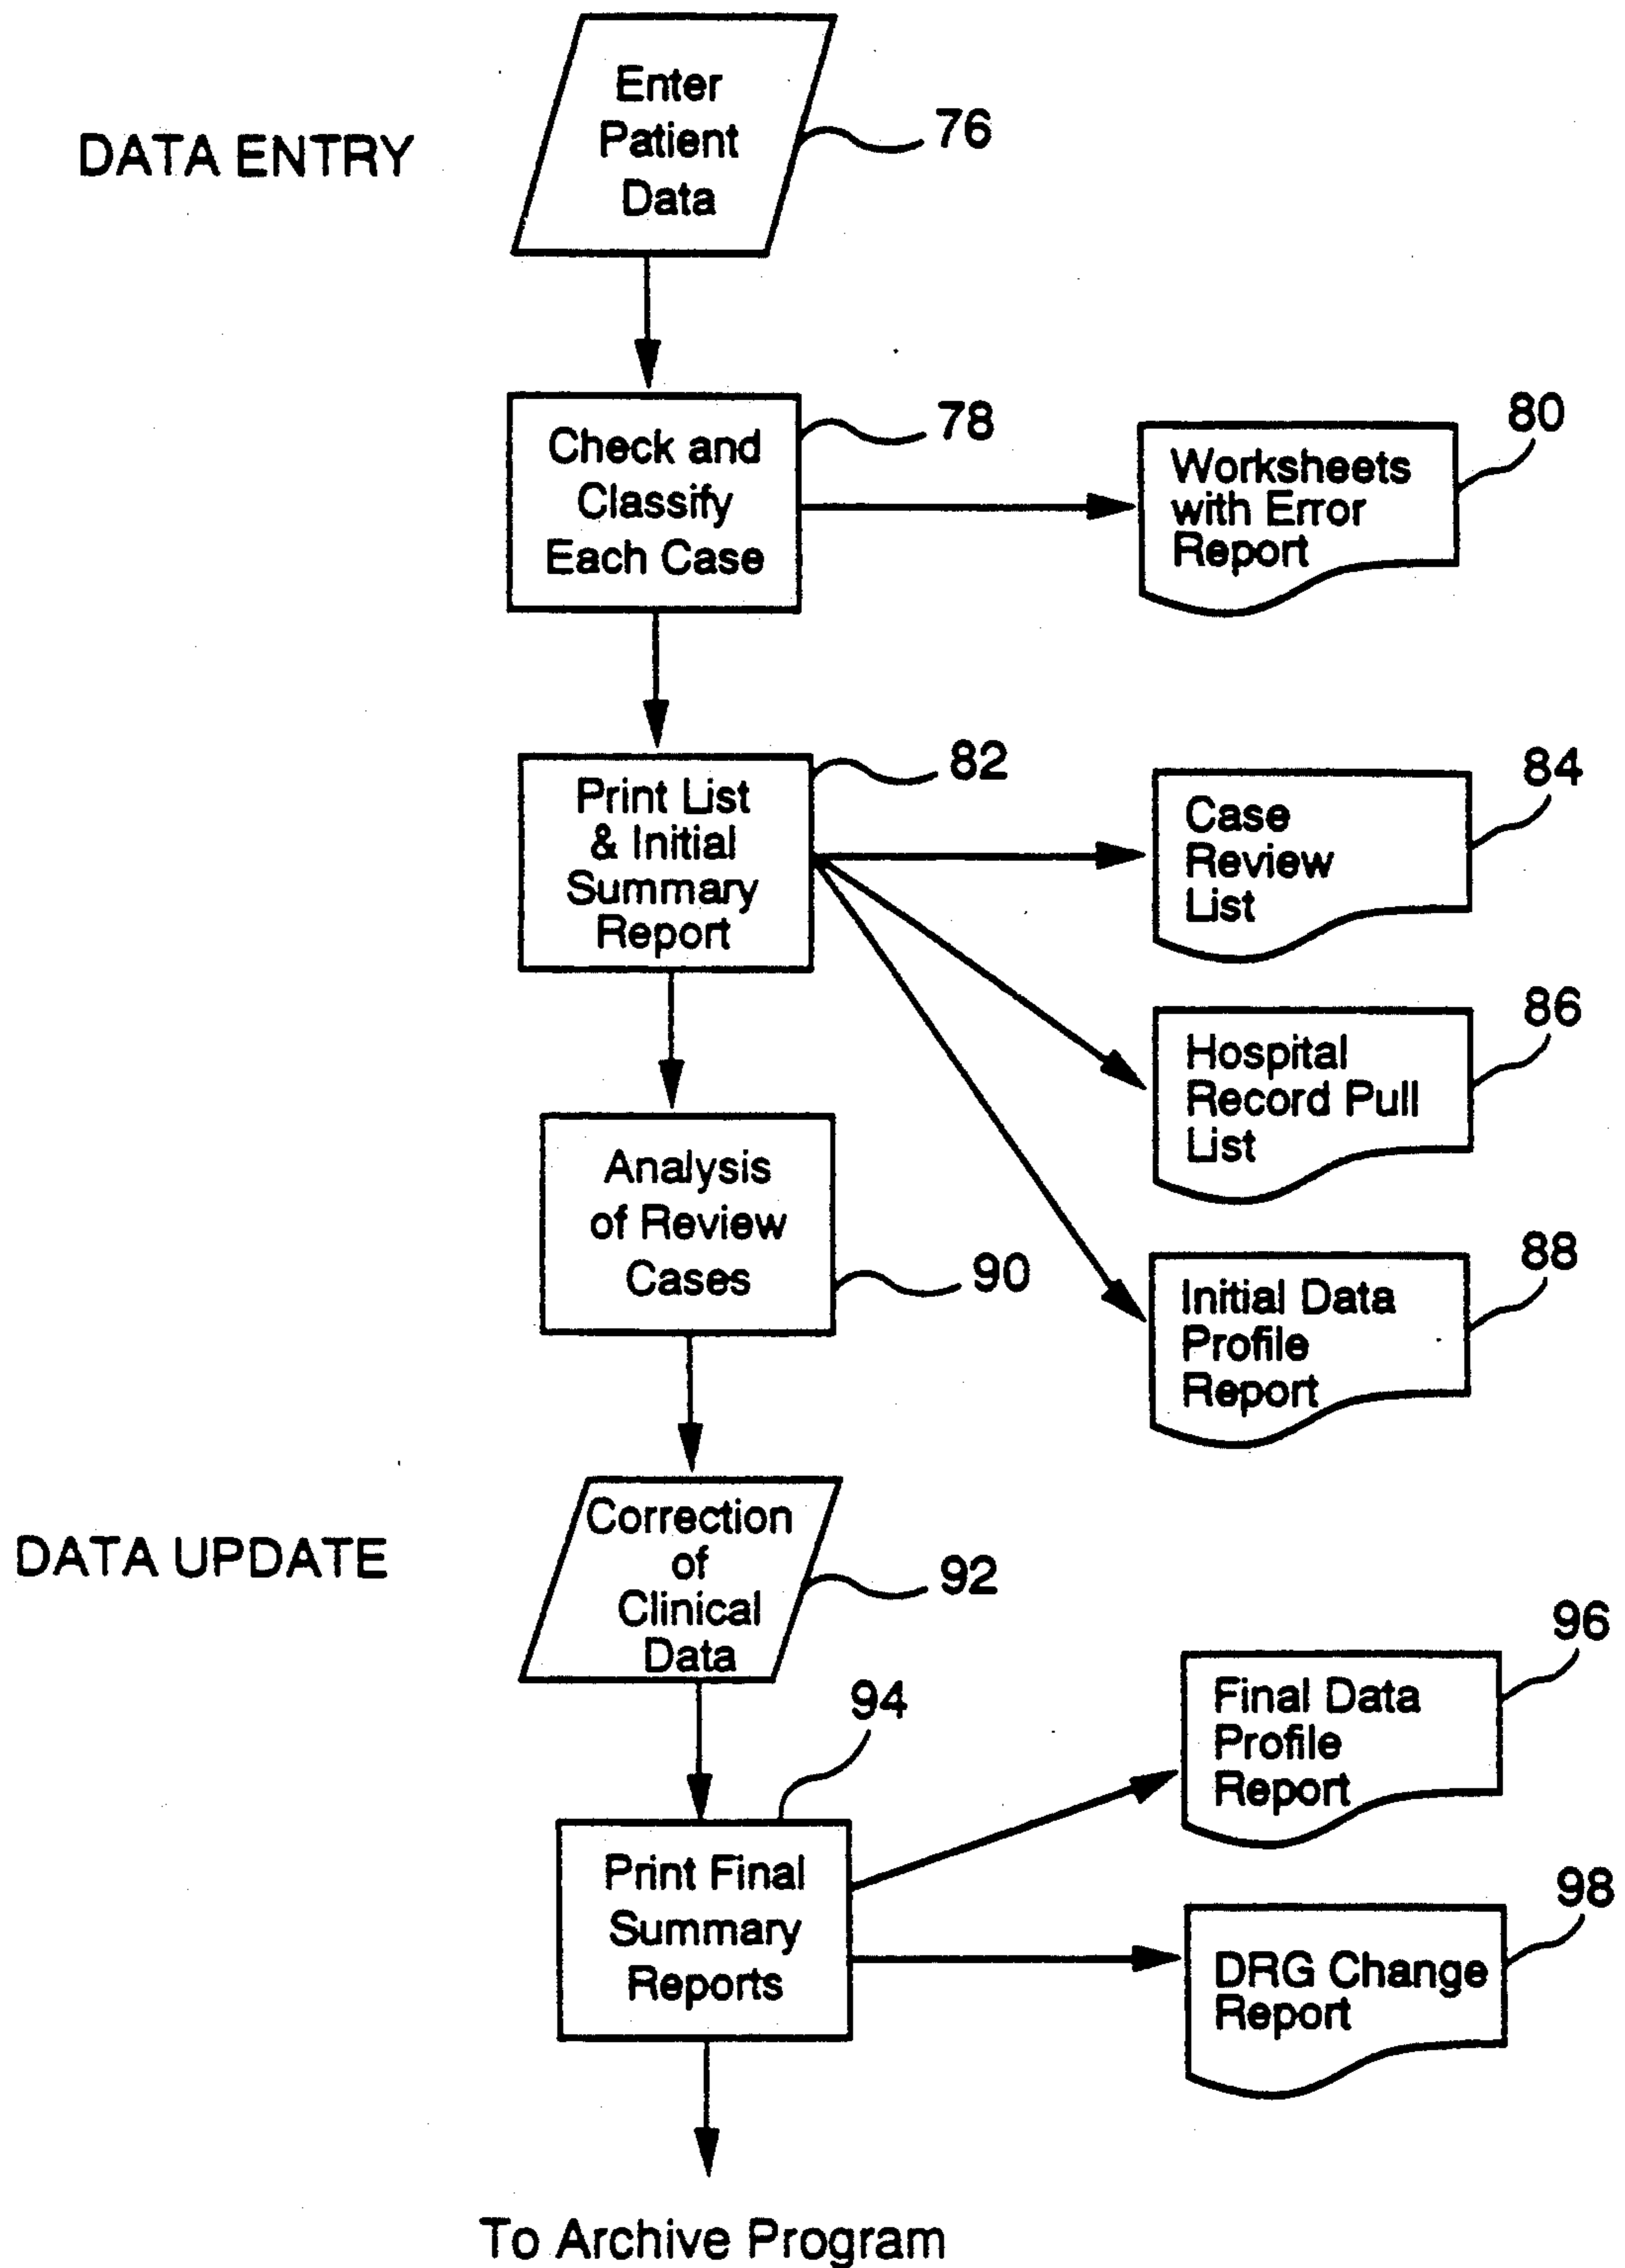 Enter
Patient
Data
76
DATA ENTRY
Check and
Classify
Each Case
78
Worksheets
with Error
Report
80
Print List
& Initial
Summary
Report
82
Case
Review
List
84
Hospital
Record Pull
List
86
Initial Data
Profile
Report
88
Analysis
of Review
Cases
90
DATA UPDATE
Correction
of
Clinical
Data
92
94
Print Final
Summary
Reports
Final Data
Profile
Report
96
DRG Change
Report
98
To Archive Program